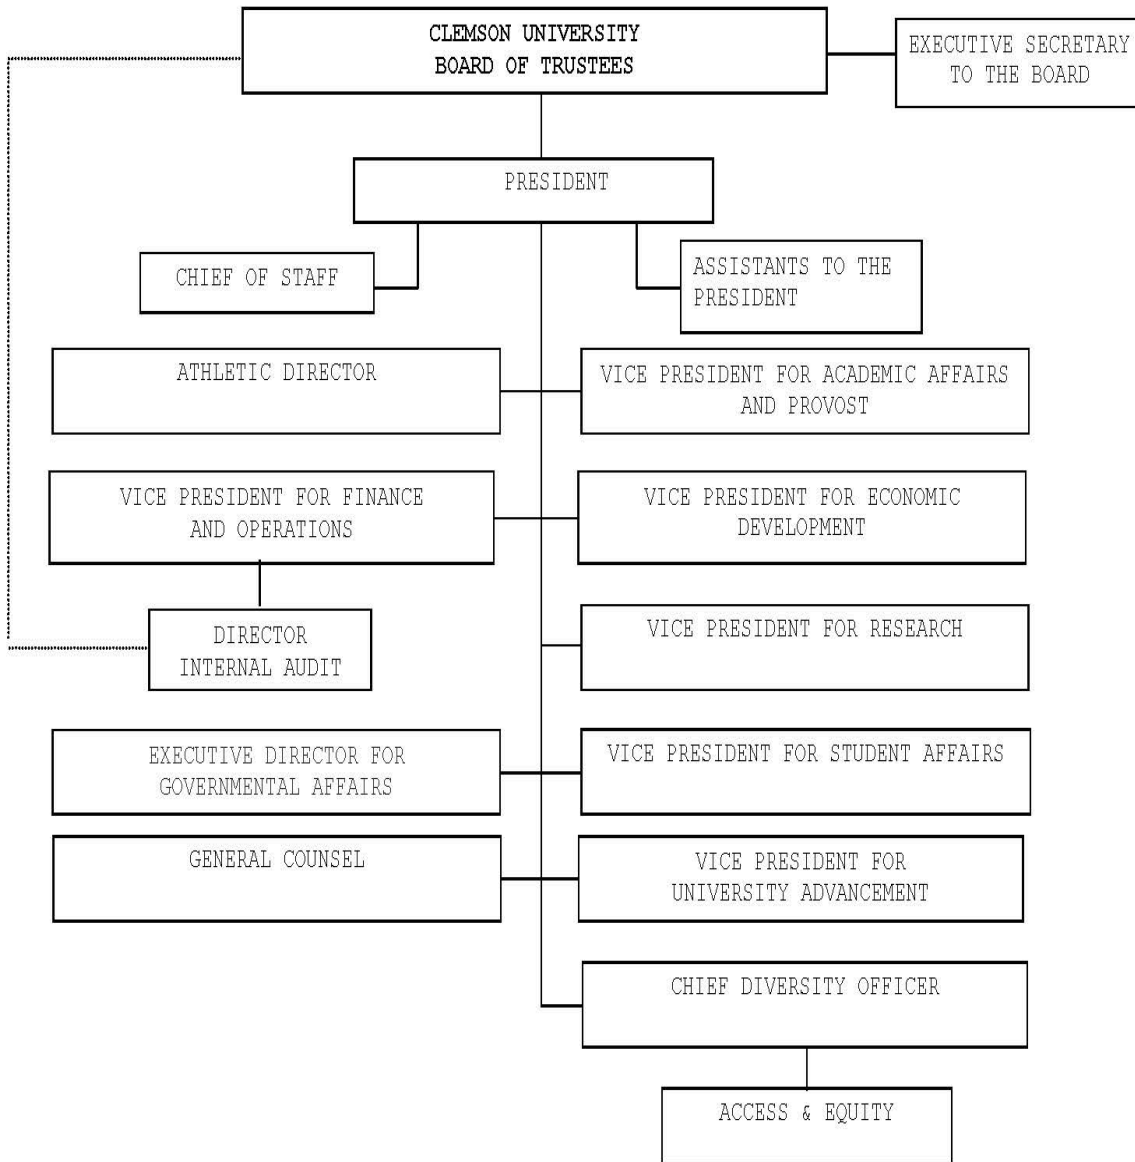 CLEMSON UNIVERSITY
BOARD OF TRUSTEES
EXECUTIVE SECRETARY
TO THE BOARD
PRESIDENT
CHIEF OF STAFF
ASSISTANTS TO THE
PRESIDENT
ATHLETIC DIRECTOR
VICE PRESIDENT FOR ACADEMIC AFFAIRS
AND PROVOST
VICE PRESIDENT FOR FINANCE
AND OPERATIONS
VICE PRESIDENT FOR ECONOMIC
DEVELOPMENT
DIRECTOR
INTERNAL AUDIT
VICE PRESIDENT FOR RESEARCH
EXECUTIVE DIRECTOR FOR
GOVERNMENTAL AFFAIRS
VICE PRESIDENT FOR STUDENT AFFAIRS
GENERAL COUNSEL
VICE PRESIDENT FOR
UNIVERSITY ADVANCEMENT
CHIEF DIVERSITY OFFICER
ACCESS & EQUITY